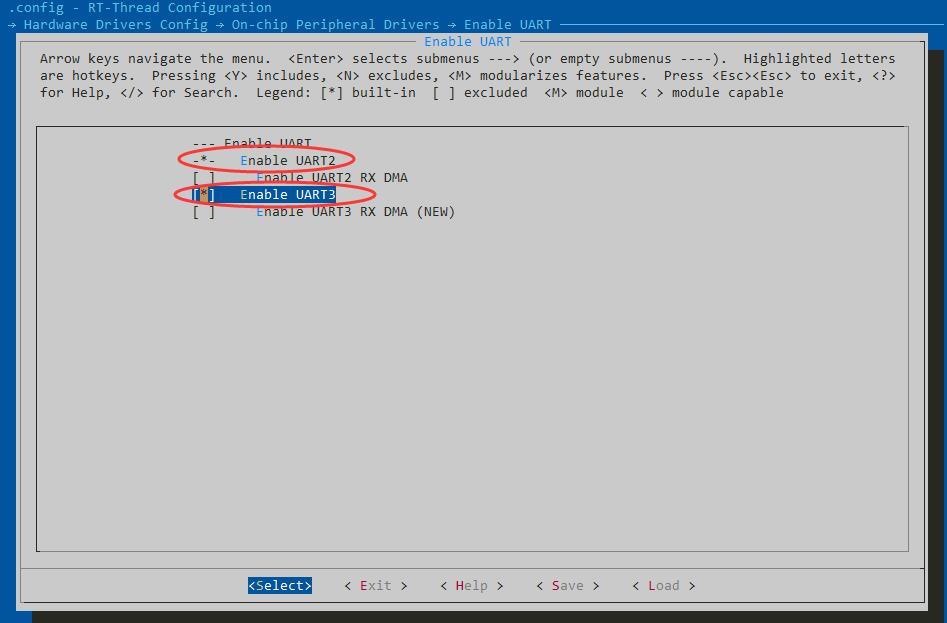 .config - RT-Thread Configuration
→ Hardware Drivers Config → On-chip Peripheral Drivers → Enable UART
Enable UART
Arrow keys navigate the menu.  <Enter> selects submenus ---> (or empty submenus ----).  Highlighted letters
are hotkeys.  Pressing <Y> includes, <N> excludes, <M> modularizes features.  Press <Esc><Esc> to exit, <?>
for Help, </> for Search.  Legend: [*] built-in  [ ] excluded  <M> module  < > module capable
--- Enable UART
-*-   Enable UART2
[ ]     Enable UART2 RX DMA
[*]   Enable UART3
[ ]     Enable UART3 RX DMA (NEW)
<Select>    < Exit >    < Help >    < Save >    < Load >